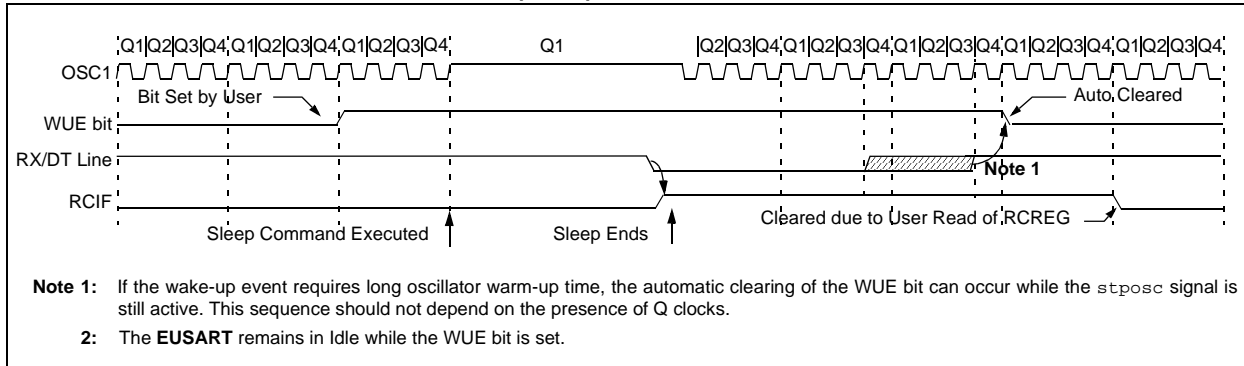 Q1 Q2 Q3 Q4 Q1 Q2 Q3 Q4 Q1 Q2 Q3 Q4 Q1 Q2 Q3 Q4 Q1 Q2 Q3 Q4 Q1 Q2 Q3 Q4 Q1 Q2 Q3 Q4 Q1 Q2 Q3 Q4
OSC1
Bit Set by User
Auto Cleared
WUE bit
RX/DT Line
Note 1
RCIF
Cleared due to User Read of RCREG
Sleep Command Executed
Sleep Ends
Note 1: If the wake-up event requires long oscillator warm-up time, the automatic clearing of the WUE bit can occur while the stposc signal is
still active. This sequence should not depend on the presence of Q clocks.
2: The EUSART remains in Idle while the WUE bit is set.